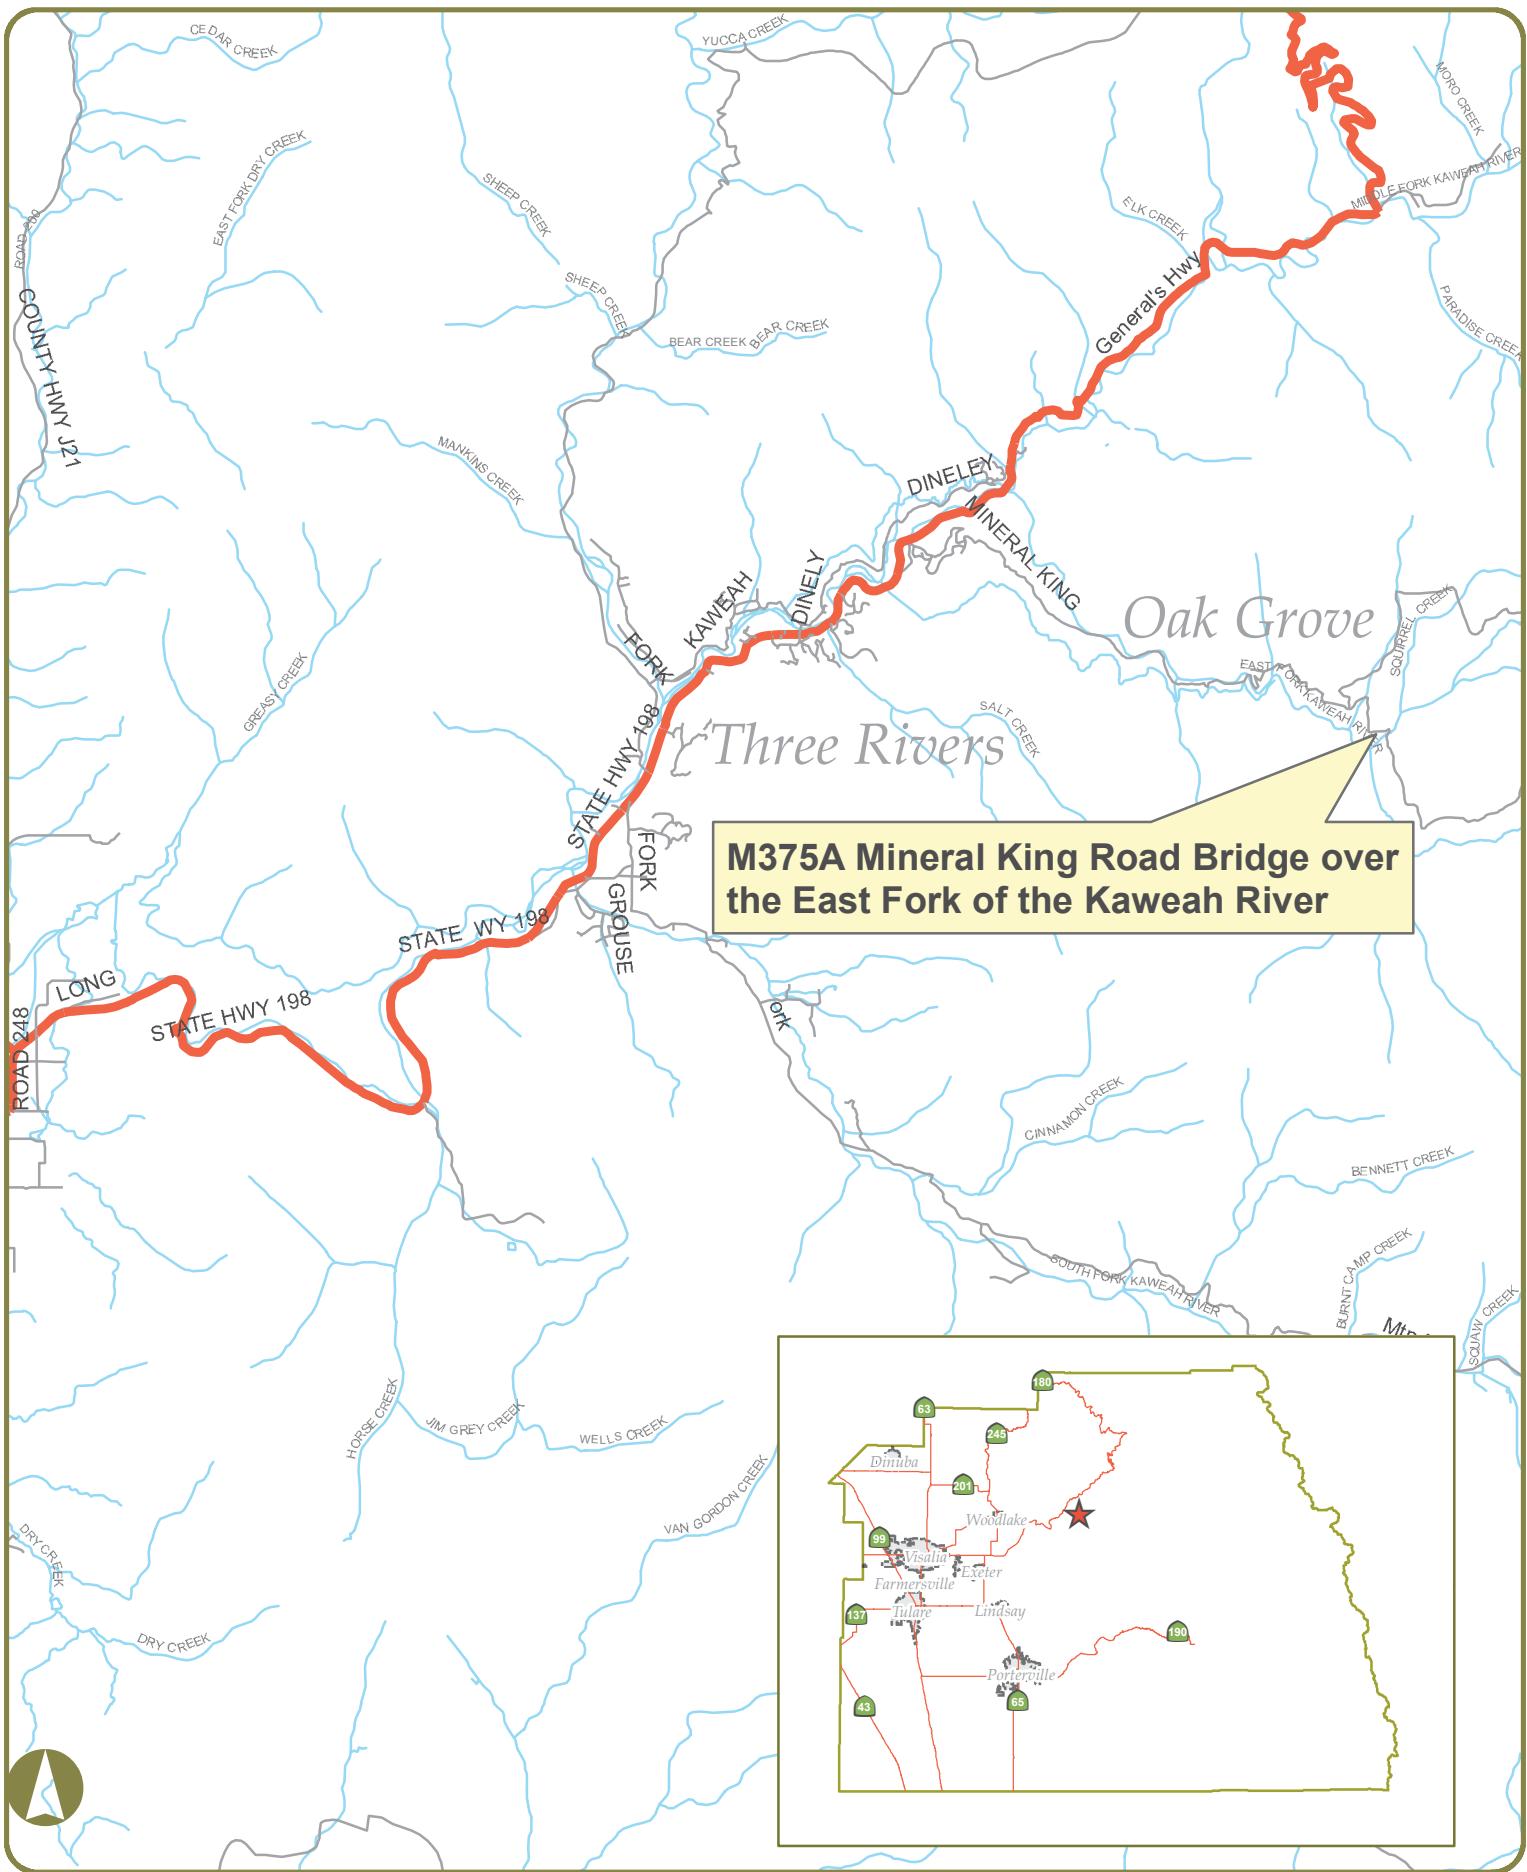 CEDAR CREEK
YUCCA CREEK
MORO CREEK
EAST FORK DRY CREEK
SHEEP CREEK
MIDDLE FORK KAWEAH RIVER
ELK CREEK
ROAD 200
General's Hwy
SHEEP CREEK
COUNTY HWY J21
PARADISE CREEK
BEAR CREEK
BEAR CREEK
MANKINS CREEK
DINELEY
MINERAL KING
KAWEAH
DINELY
Oak Grove
SQUIRREL CREEK
FORK
EAST FORK KAWEAH RIVER
GREASY CREEK
SALT CREEK
STATE HWY 198
Three Rivers
M375A Mineral King Road Bridge over
the East Fork of the Kaweah River
FORK
GROUSE
STATE WY 198
LONG
STATE HWY 198
ROAD 248
ork
CINNAMON CREEK
BENNETT CREEK
SOUTH FORK KAWEAH RIVER
BURNT CAMP CREEK
SQUAW CREEK
HORSE CREEK
JIM GREY CREEK
WELLS CREEK
VAN GORDON CREEK
DRY CREEK
DRY CREEK
180
63
245
Dinuba
201
Woodlake
99
Visalia
Exeter
Farmersville
137
Tulare
Lindsay
190
Porterville
43
65